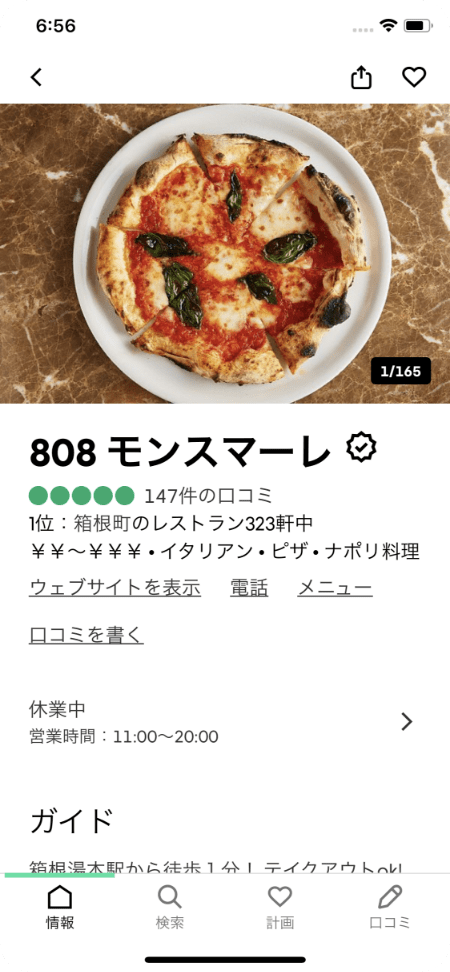 6:56
1/165
808 モンスマーレ
147件の口コミ
1位：箱根町のレストラン323軒中
￥￥～￥￥￥ • イタリアン • ピザ • ナポリ料理
ウェブサイトを表示 電話 メニュー
口コミを書く
休業中
営業時間：11:00～20:00
ガイド
箱根湯本駅から徒歩１分！ テイクアウトok!
情報 検索 計画 口コミ